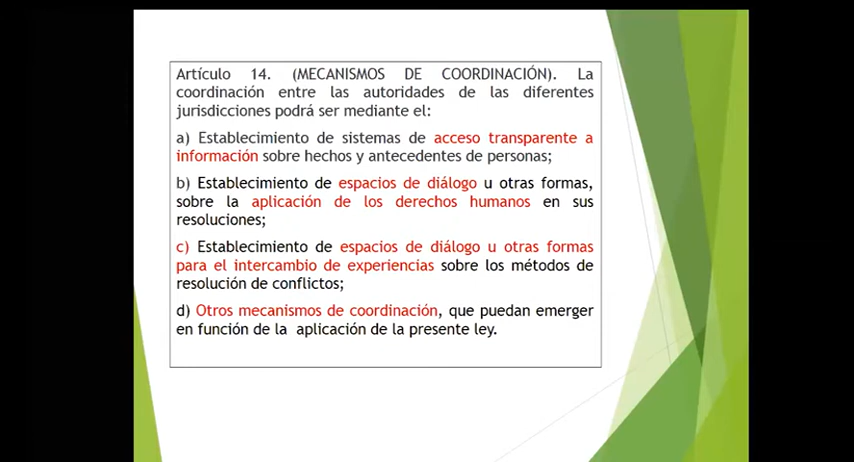 Artículo 14. (MECANISMOS DE COORDINACIÓN). La
coordinación entre las autoridades de las diferentes
jurisdicciones podrá ser mediante el:
a) Establecimiento de sistemas de acceso transparente a
información sobre hechos y antecedentes de personas;
b) Establecimiento de espacios de diálogo u otras formas,
sobre la aplicación de los derechos humanos en sus
resoluciones;
c) Establecimiento de espacios de diálogo u otras formas
para el intercambio de experiencias sobre los métodos de
resolución de conflictos;
d) Otros mecanismos de coordinación, que puedan emerger
en función de la aplicación de la presente ley.